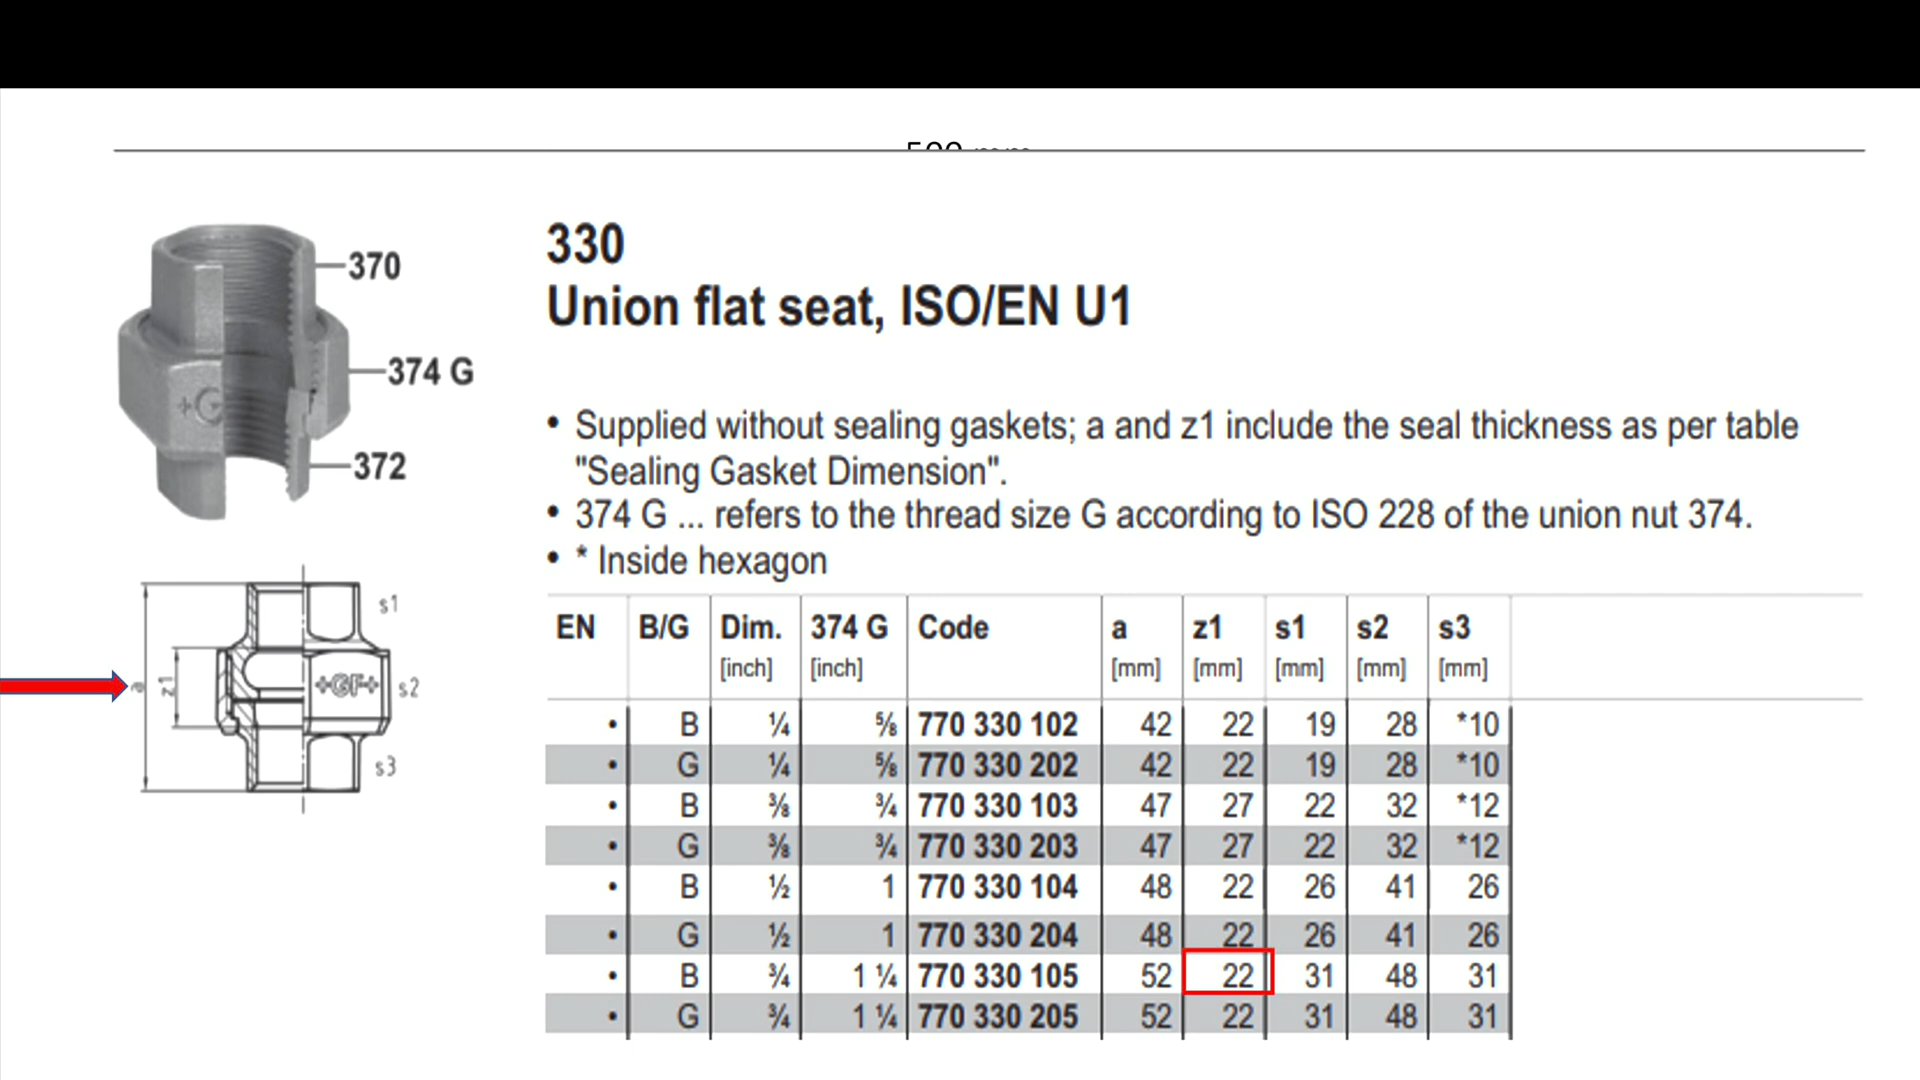 370
374 G
372
330
Union flat seat, ISO/EN U1
• Supplied without sealing gaskets; a and z1 include the seal thickness as per table
"Sealing Gasket Dimension".
• 374 G ... refers to the thread size G according to ISO 228 of the union nut 374.
• * Inside hexagon
s1
a
z1
+GF+
s2
s3
EN B/G Dim. 374 G Code a z1 s1 s2 s3
[inch] [inch] [mm] [mm] [mm] [mm] [mm]
• B ¼ ⅝ 770 330 102 42 22 19 28 *10
• G ¼ ⅝ 770 330 202 42 22 19 28 *10
• B ⅜ ¾ 770 330 103 47 27 22 32 *12
• G ⅜ ¾ 770 330 203 47 27 22 32 *12
• B ½ 1 770 330 104 48 22 26 41 26
• G ½ 1 770 330 204 48 22 26 41 26
• B ¾ 1 ¼ 770 330 105 52 22 31 48 31
• G ¾ 1 ¼ 770 330 205 52 22 31 48 31